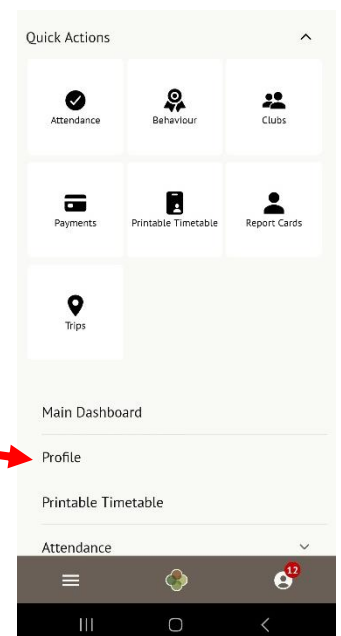 Quick Actions
Attendance Behaviour Clubs
Payments Printable Timetable Report Cards
Trips
Main Dashboard
Profile
Printable Timetable
Attendance
12